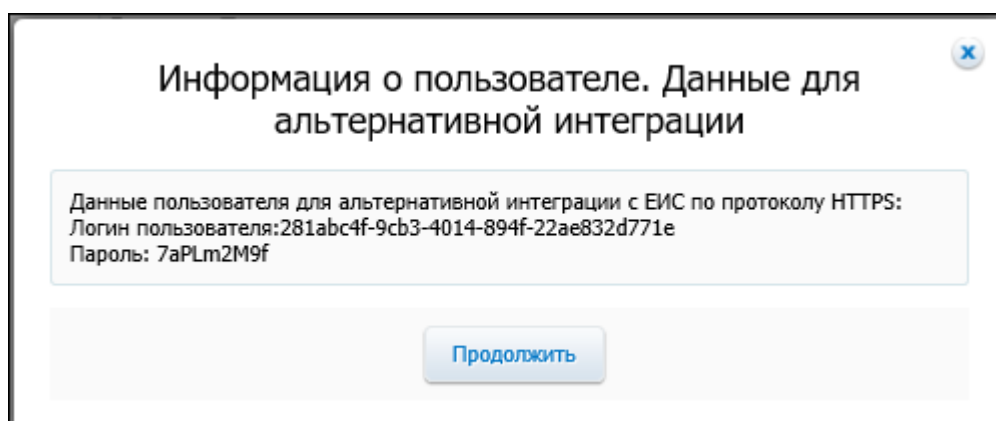 Информация о пользователе. Данные для
альтернативной интеграции
Данные пользователя для альтернативной интеграции с ЕИС по протоколу HTTPS:
Логин пользователя:281abc4f-9cb3-4014-894f-22ae832d771e
Пароль: 7aPLm2M9f
Продолжить